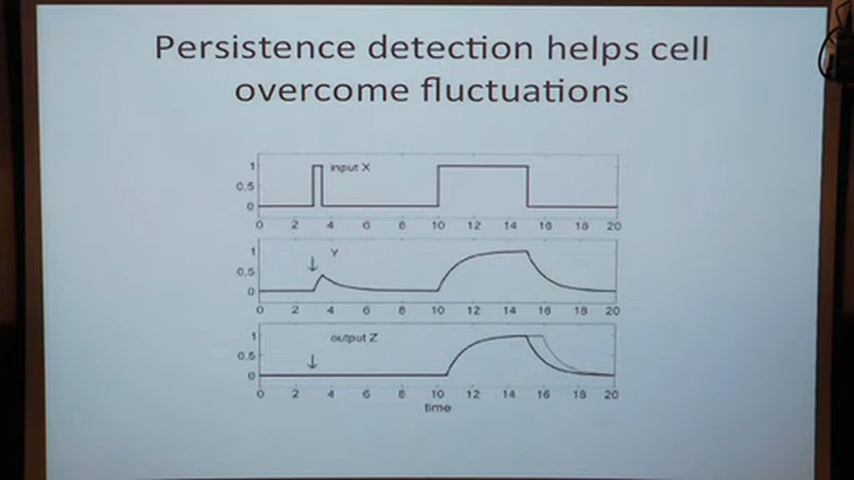 Persistence detection helps cell
overcome fluctuations
1
input X
0.5
0
0 2 4 6 8 10 12 14 16 18 20
1
Y
0.5
0
0 2 4 6 8 10 12 14 16 18 20
1
output Z
0.5
0
0 2 4 6 8 10 12 14 16 18 20
time